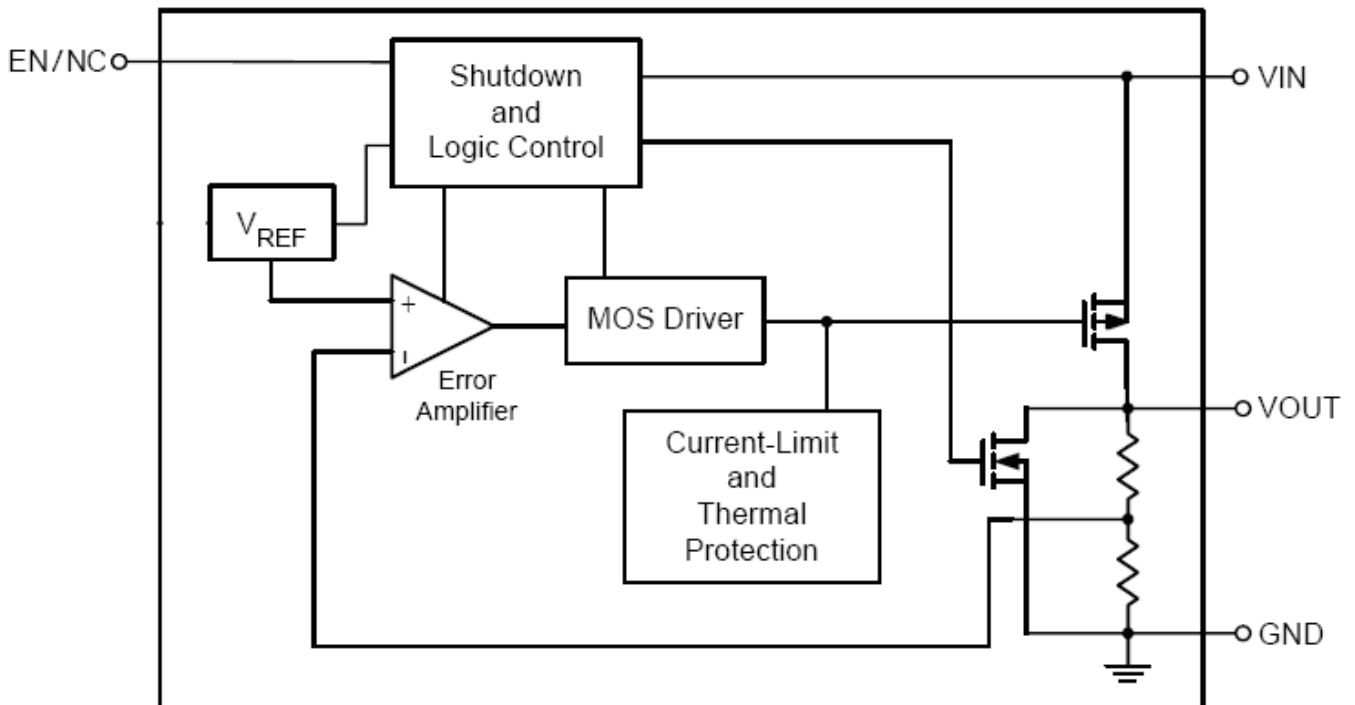 EN/NC
Shutdown
and
Logic Control
VIN
VREF
+
MOS Driver
Error
Amplifier
VOUT
Current-Limit
and
Thermal
Protection
GND